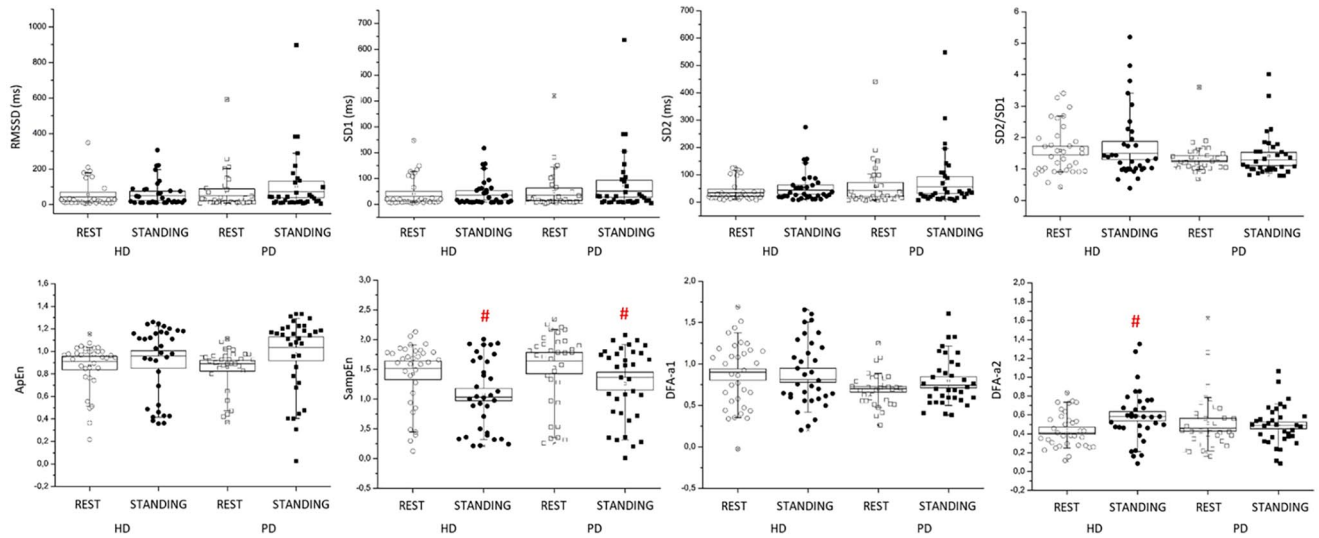 RMSSD (ms)
1000
800
600
400
200
0
REST STANDING REST STANDING
HD PD
SD1 (ms)
700
600
500
300
200
100
0
REST STANDING REST STANDING
HD PD
SD2 (ms)
700
600
500
400
300
200
100
0
REST STANDING REST STANDING
HD PD
SD2/SD1
6
5
4
3
2
1
0
REST STANDING REST STANDING
HD PD
ApEn
1,6
1,4
1,2
1,0
0,8
0,6
0,4
0,2
0,0
-0,2
REST STANDING REST STANDING
HD PD
SampEn
3,0
2,5
2,0
1,5
1,0
0,5
0,0
-0,5
# #
REST STANDING REST STANDING
HD PD
DFA-a1
2,0
1,5
1,0
0,5
0,0
-0,5
REST STANDING REST STANDING
HD PD
DFA-a2
2,0
1,8
1,6
1,4
1,2
1,0
0,8
0,6
0,4
0,2
0,0
-0,2
#
REST STANDING REST STANDING
HD PD